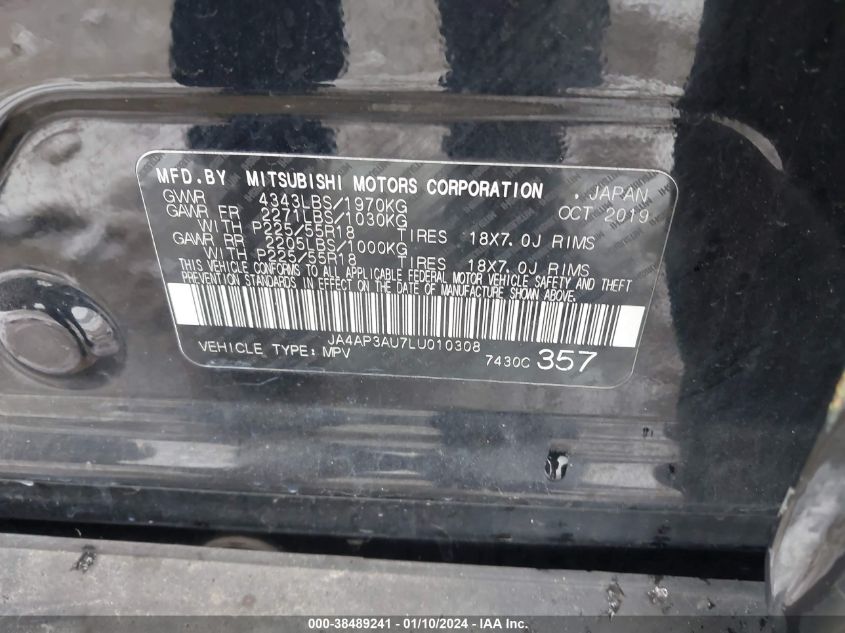 MFD.BY MITSUBISHI MOTORS CORPORATION , JAPAN
GVWR 4343LBS/1970KG OCT 2019
GAWR FR 2271LBS/1030KG
WITH P225/55R18 TIRES 18X7.0J RIMS
GAWR RR 2205LBS/1000KG
WITH P225/55R18 TIRES 18X7.0J RIMS
THIS VEHICLE CONFORMS TO ALL APPLICABLE FEDERAL MOTOR VEHICLE SAFETY AND THEFT
PREVENTION STANDARDS IN EFFECT ON THE DATE OF MANUFACTURE SHOWN ABOVE.
JA4AP3AU7LU010308
VEHICLE TYPE: MPV 7430C 357
000-38489241 - 01/10/2024 - IAA Inc.